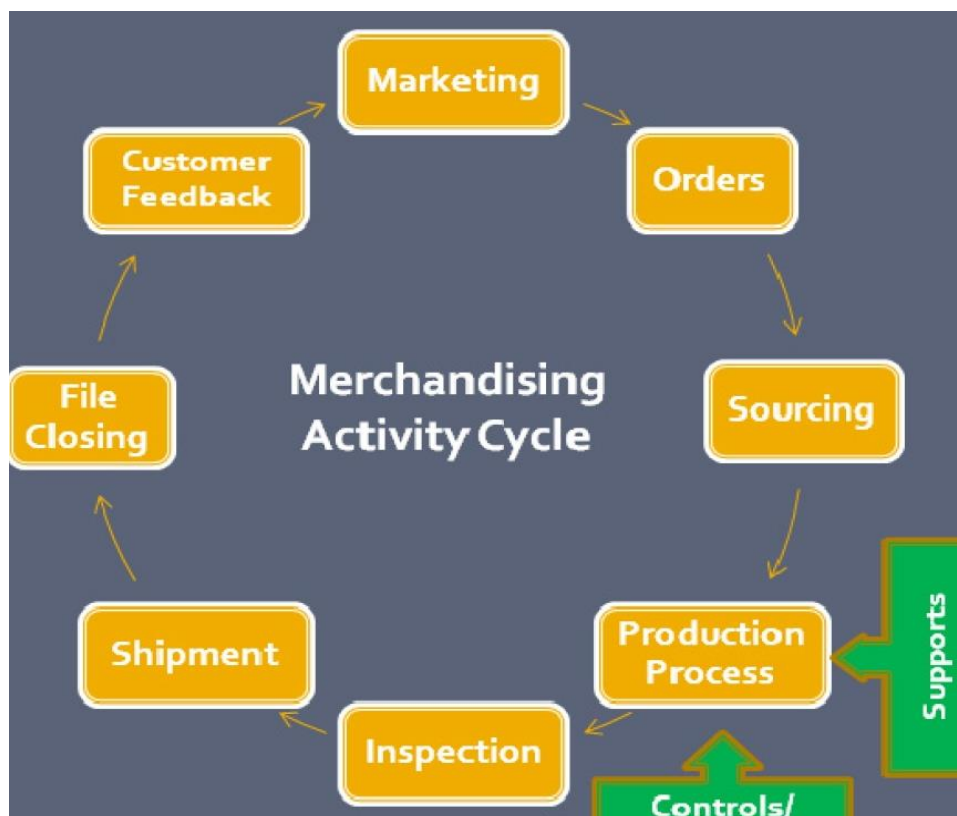 Marketing
Orders
Sourcing
Production
Process
Inspection
Shipment
File
Closing
Customer
Feedback
Merchandising
Activity Cycle
Supports
Controls/